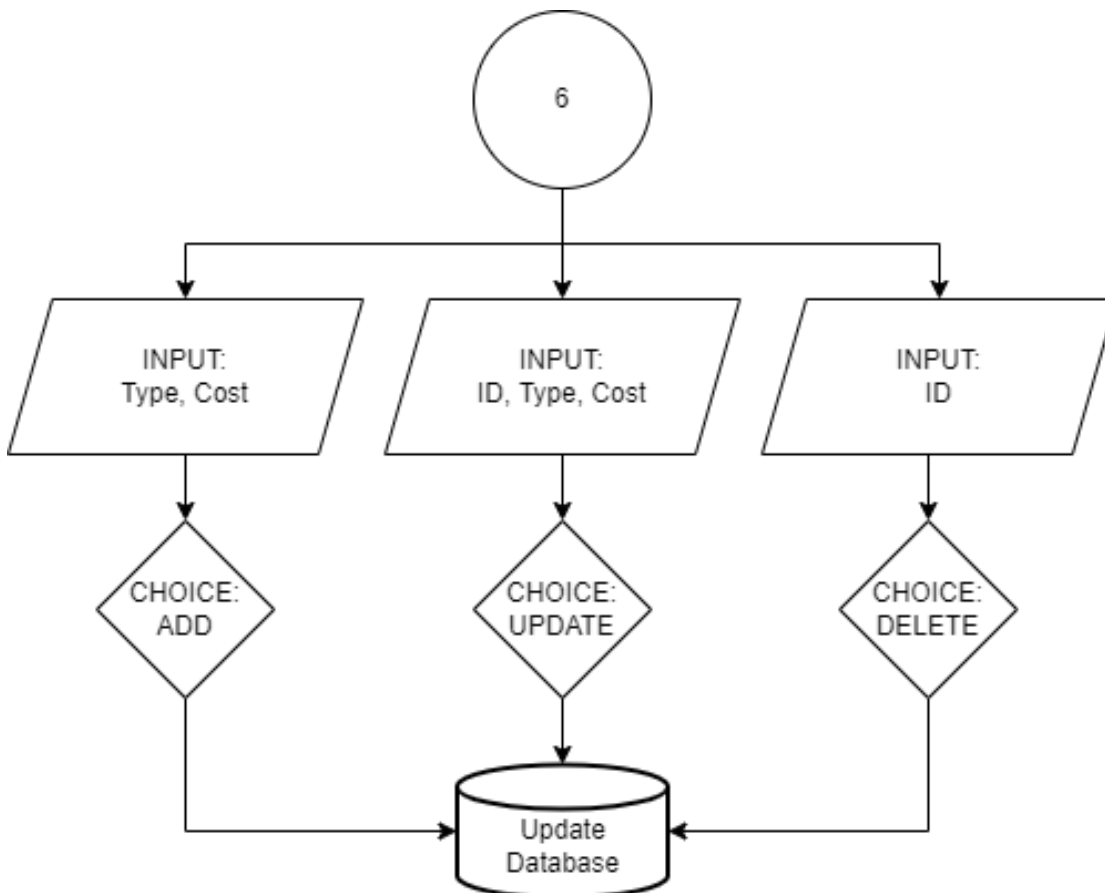 6
INPUT:
Type, Cost
INPUT:
ID, Type, Cost
INPUT:
ID
CHOICE:
ADD
CHOICE:
UPDATE
CHOICE:
DELETE
Update
Database